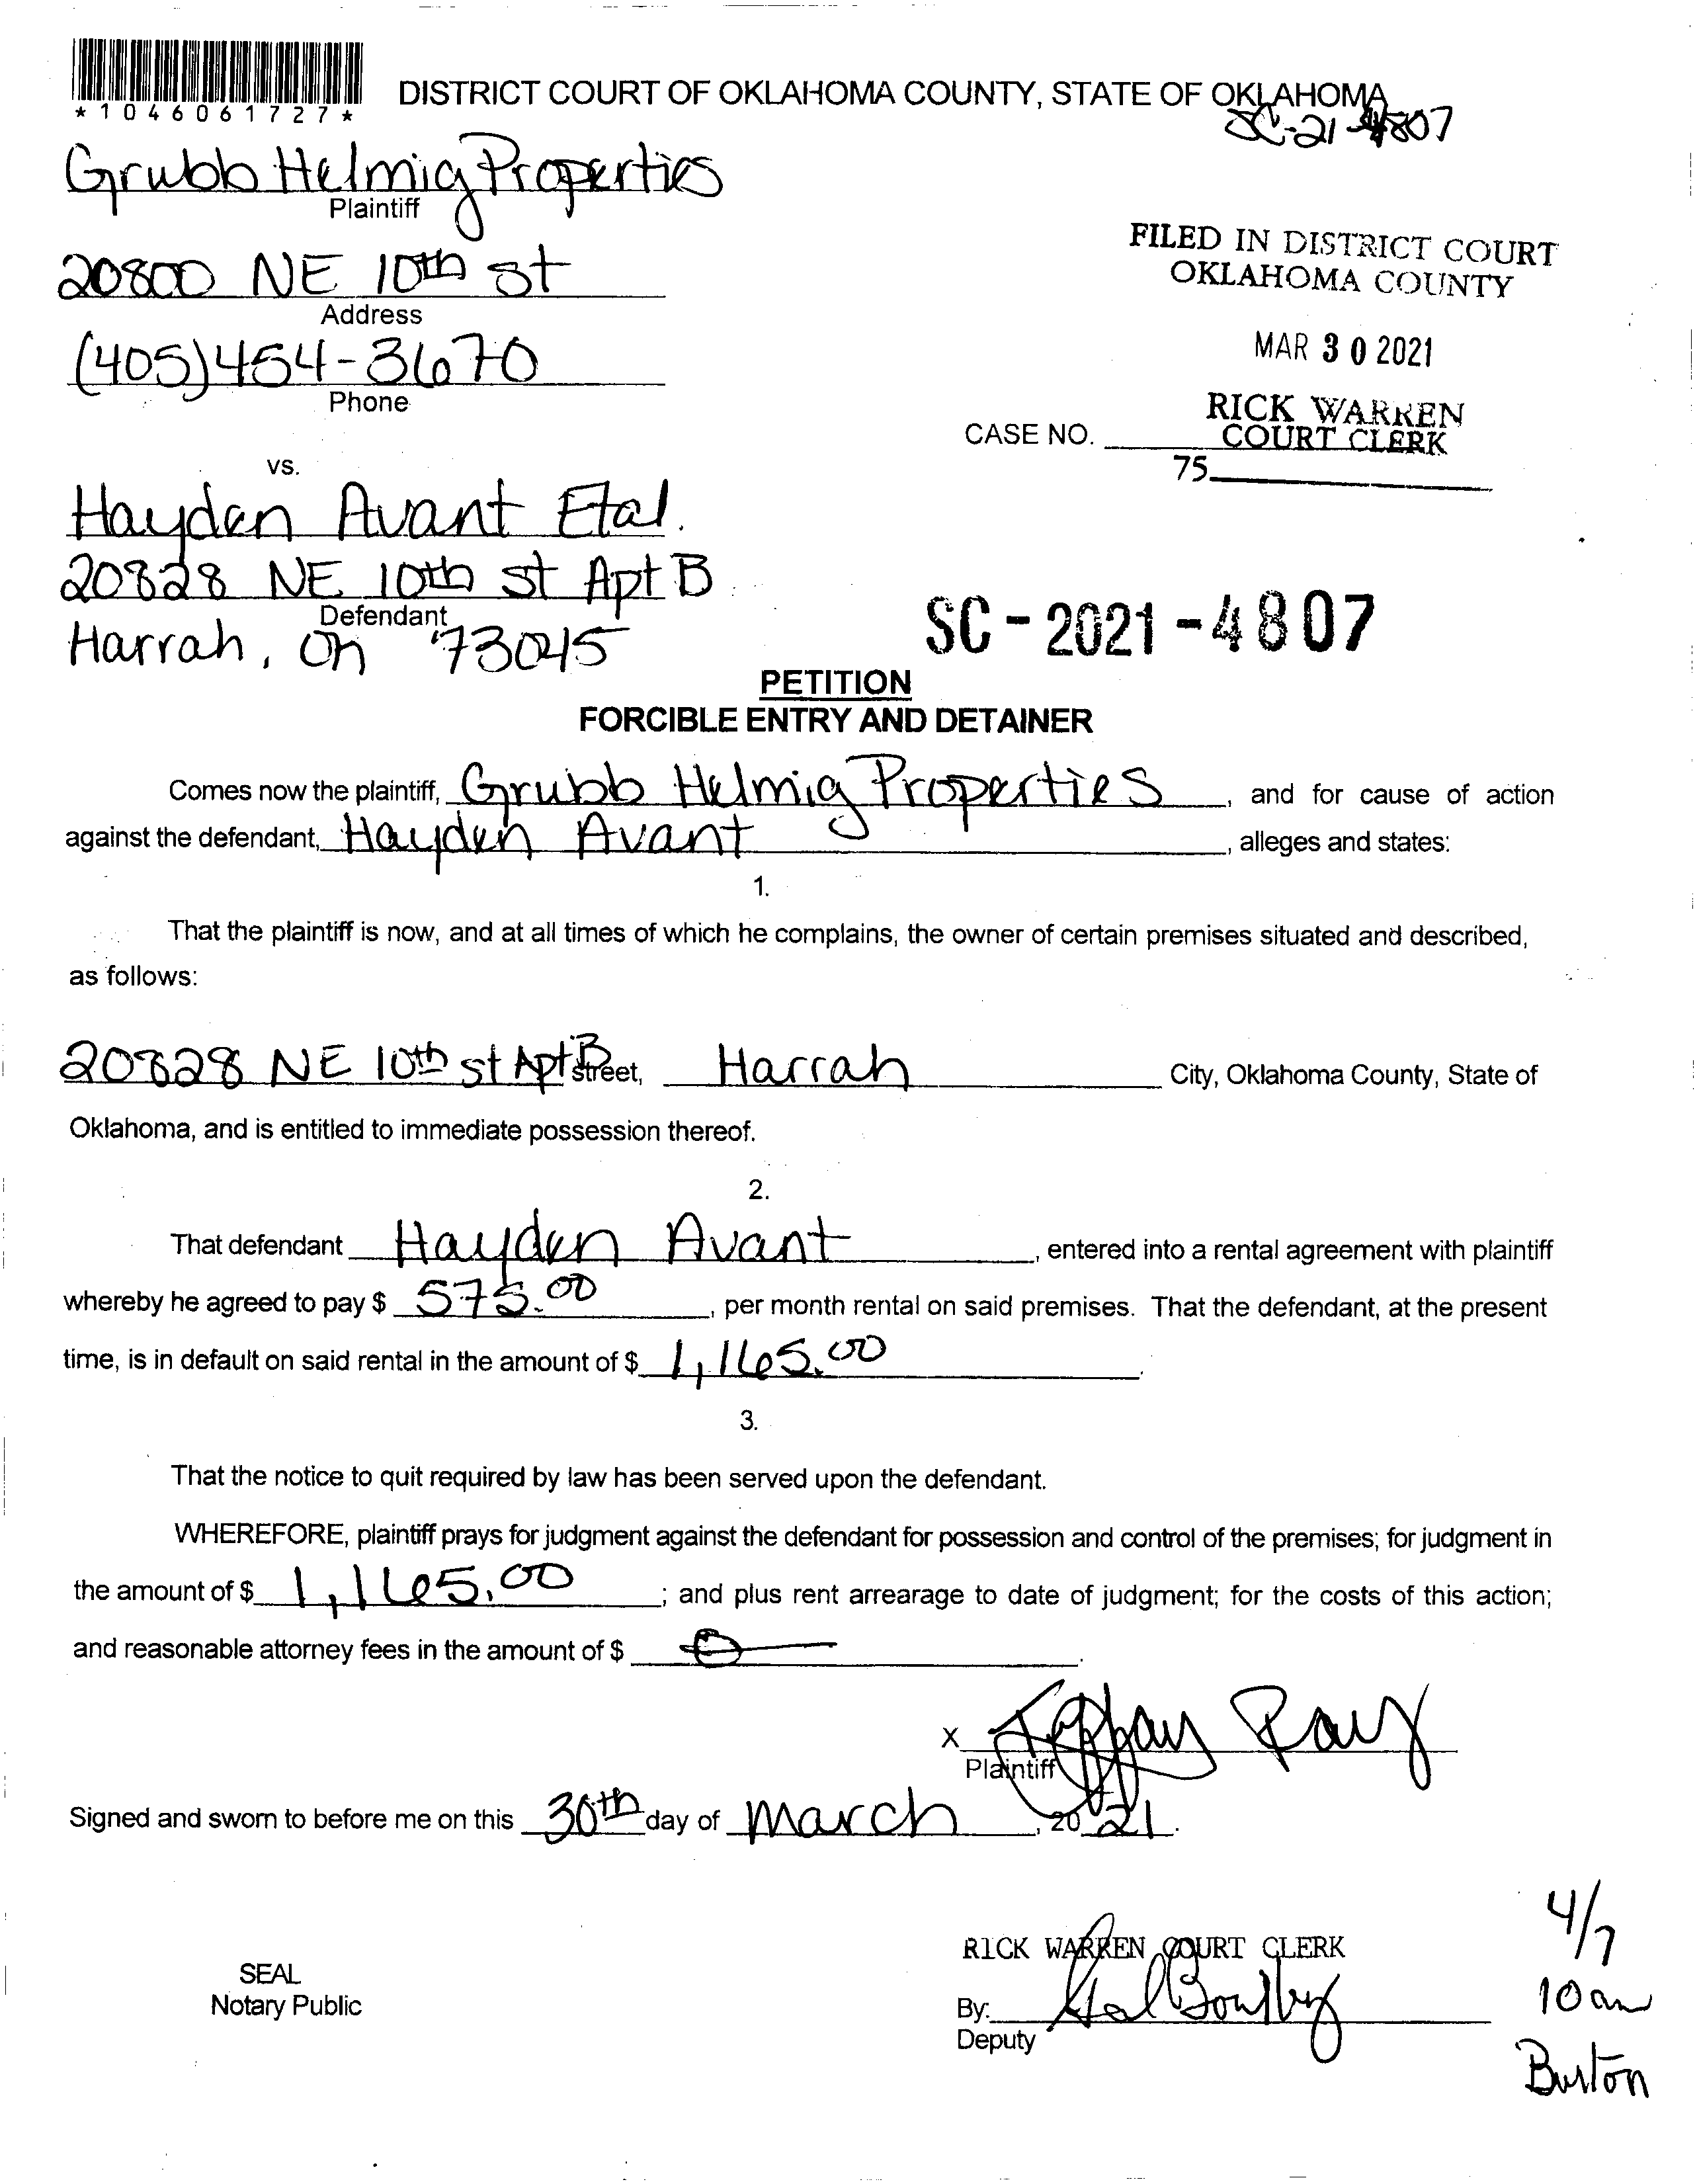 *1046061727*
DISTRICT COURT OF OKLAHOMA COUNTY, STATE OF OKLAHOMA
SC-21-4807
Grubb Helmig Properties
Plaintiff
20800 NE 10th st
Address
(405)454-3670
Phone
FILED IN DISTRICT COURT
OKLAHOMA COUNTY
MAR 30 2021
RICK WARREN
COURT CLERK
CASE NO.
75
vs.
Hayden Avant Etal.
20828 NE 10th st Apt B
Defendant
Harrah, OK 73045
SC-2021-4807
PETITION
FORCIBLE ENTRY AND DETAINER
Comes now the plaintiff, Grubb Helmig Properties, and for cause of action
against the defendant, Hayden Avant, alleges and states:
1.
That the plaintiff is now, and at all times of which he complains, the owner of certain premises situated and described,
as follows:
20828 NE 10th st Apt B street, Harrah City, Oklahoma County, State of
Oklahoma, and is entitled to immediate possession thereof.
2.
That defendant Hayden Avant, entered into a rental agreement with plaintiff
whereby he agreed to pay $ 575.00, per month rental on said premises. That the defendant, at the present
time, is in default on said rental in the amount of $ 1,165.00.
3.
That the notice to quit required by law has been served upon the defendant.
WHEREFORE, plaintiff prays for judgment against the defendant for possession and control of the premises; for judgment in
the amount of $ 1,165.00; and plus rent arrearage to date of judgment; for the costs of this action;
and reasonable attorney fees in the amount of $ 0.
X
Plaintiff
Signed and sworn to before me on this 30th day of March, 2021.
RICK WARREN COURT CLERK
SEAL
Notary Public
By:
Deputy
4/7
10am
Burton